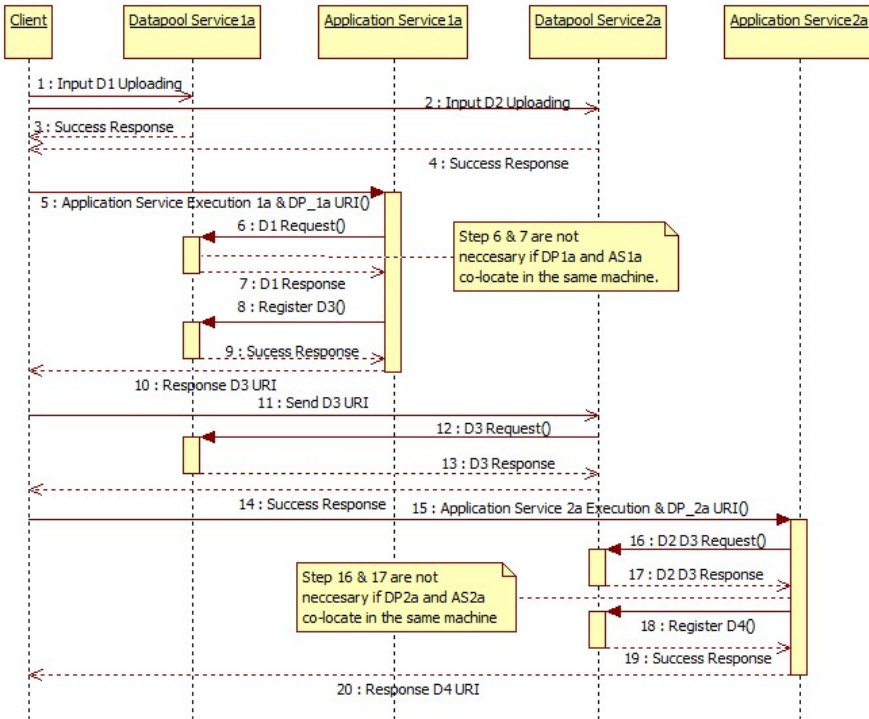 Client
Datapool Service1a
Application Service1a
Datapool Service2a
Application Service2a
1 : Input D1 Uploading
2 : Input D2 Uploading
3 : Success Response
4 : Success Response
5 : Application Service Execution 1a & DP_1a URI()
6 : D1 Request()
Step 6 & 7 are not
neccesary if DP1a and AS1a
co-locate in the same machine.
7 : D1 Response
8 : Register D3()
9 : Sucess Response
10 : Response D3 URI
11 : Send D3 URI
12 : D3 Request()
13 : D3 Response
14 : Success Response
15 : Application Service 2a Execution & DP_2a URI()
16 : D2 D3 Request()
17 : D2 D3 Response
Step 16 & 17 are not
neccesary if DP2a and AS2a
co-locate in the same machine
18 : Register D4()
19 : Success Response
20 : Response D4 URI